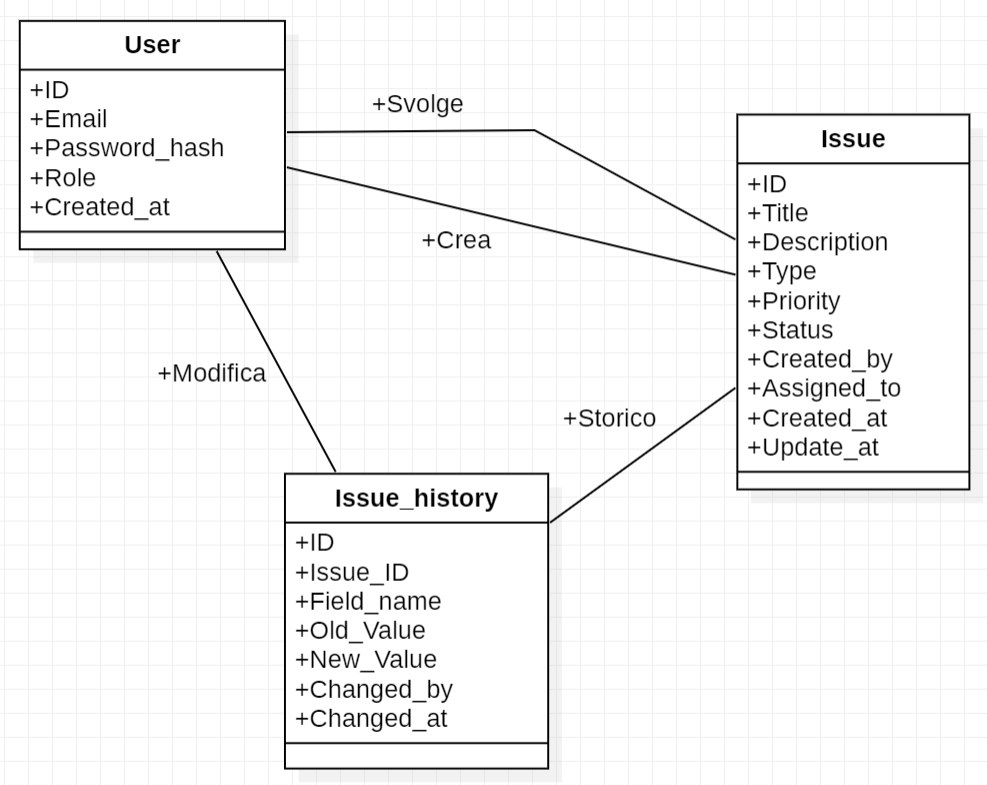 User
+ID
+Email
+Password_hash
+Role
+Created_at
+Svolge
+Crea
Issue
+ID
+Title
+Description
+Type
+Priority
+Status
+Created_by
+Assigned_to
+Created_at
+Update_at
+Modifica
+Storico
Issue_history
+ID
+Issue_ID
+Field_name
+Old_Value
+New_Value
+Changed_by
+Changed_at